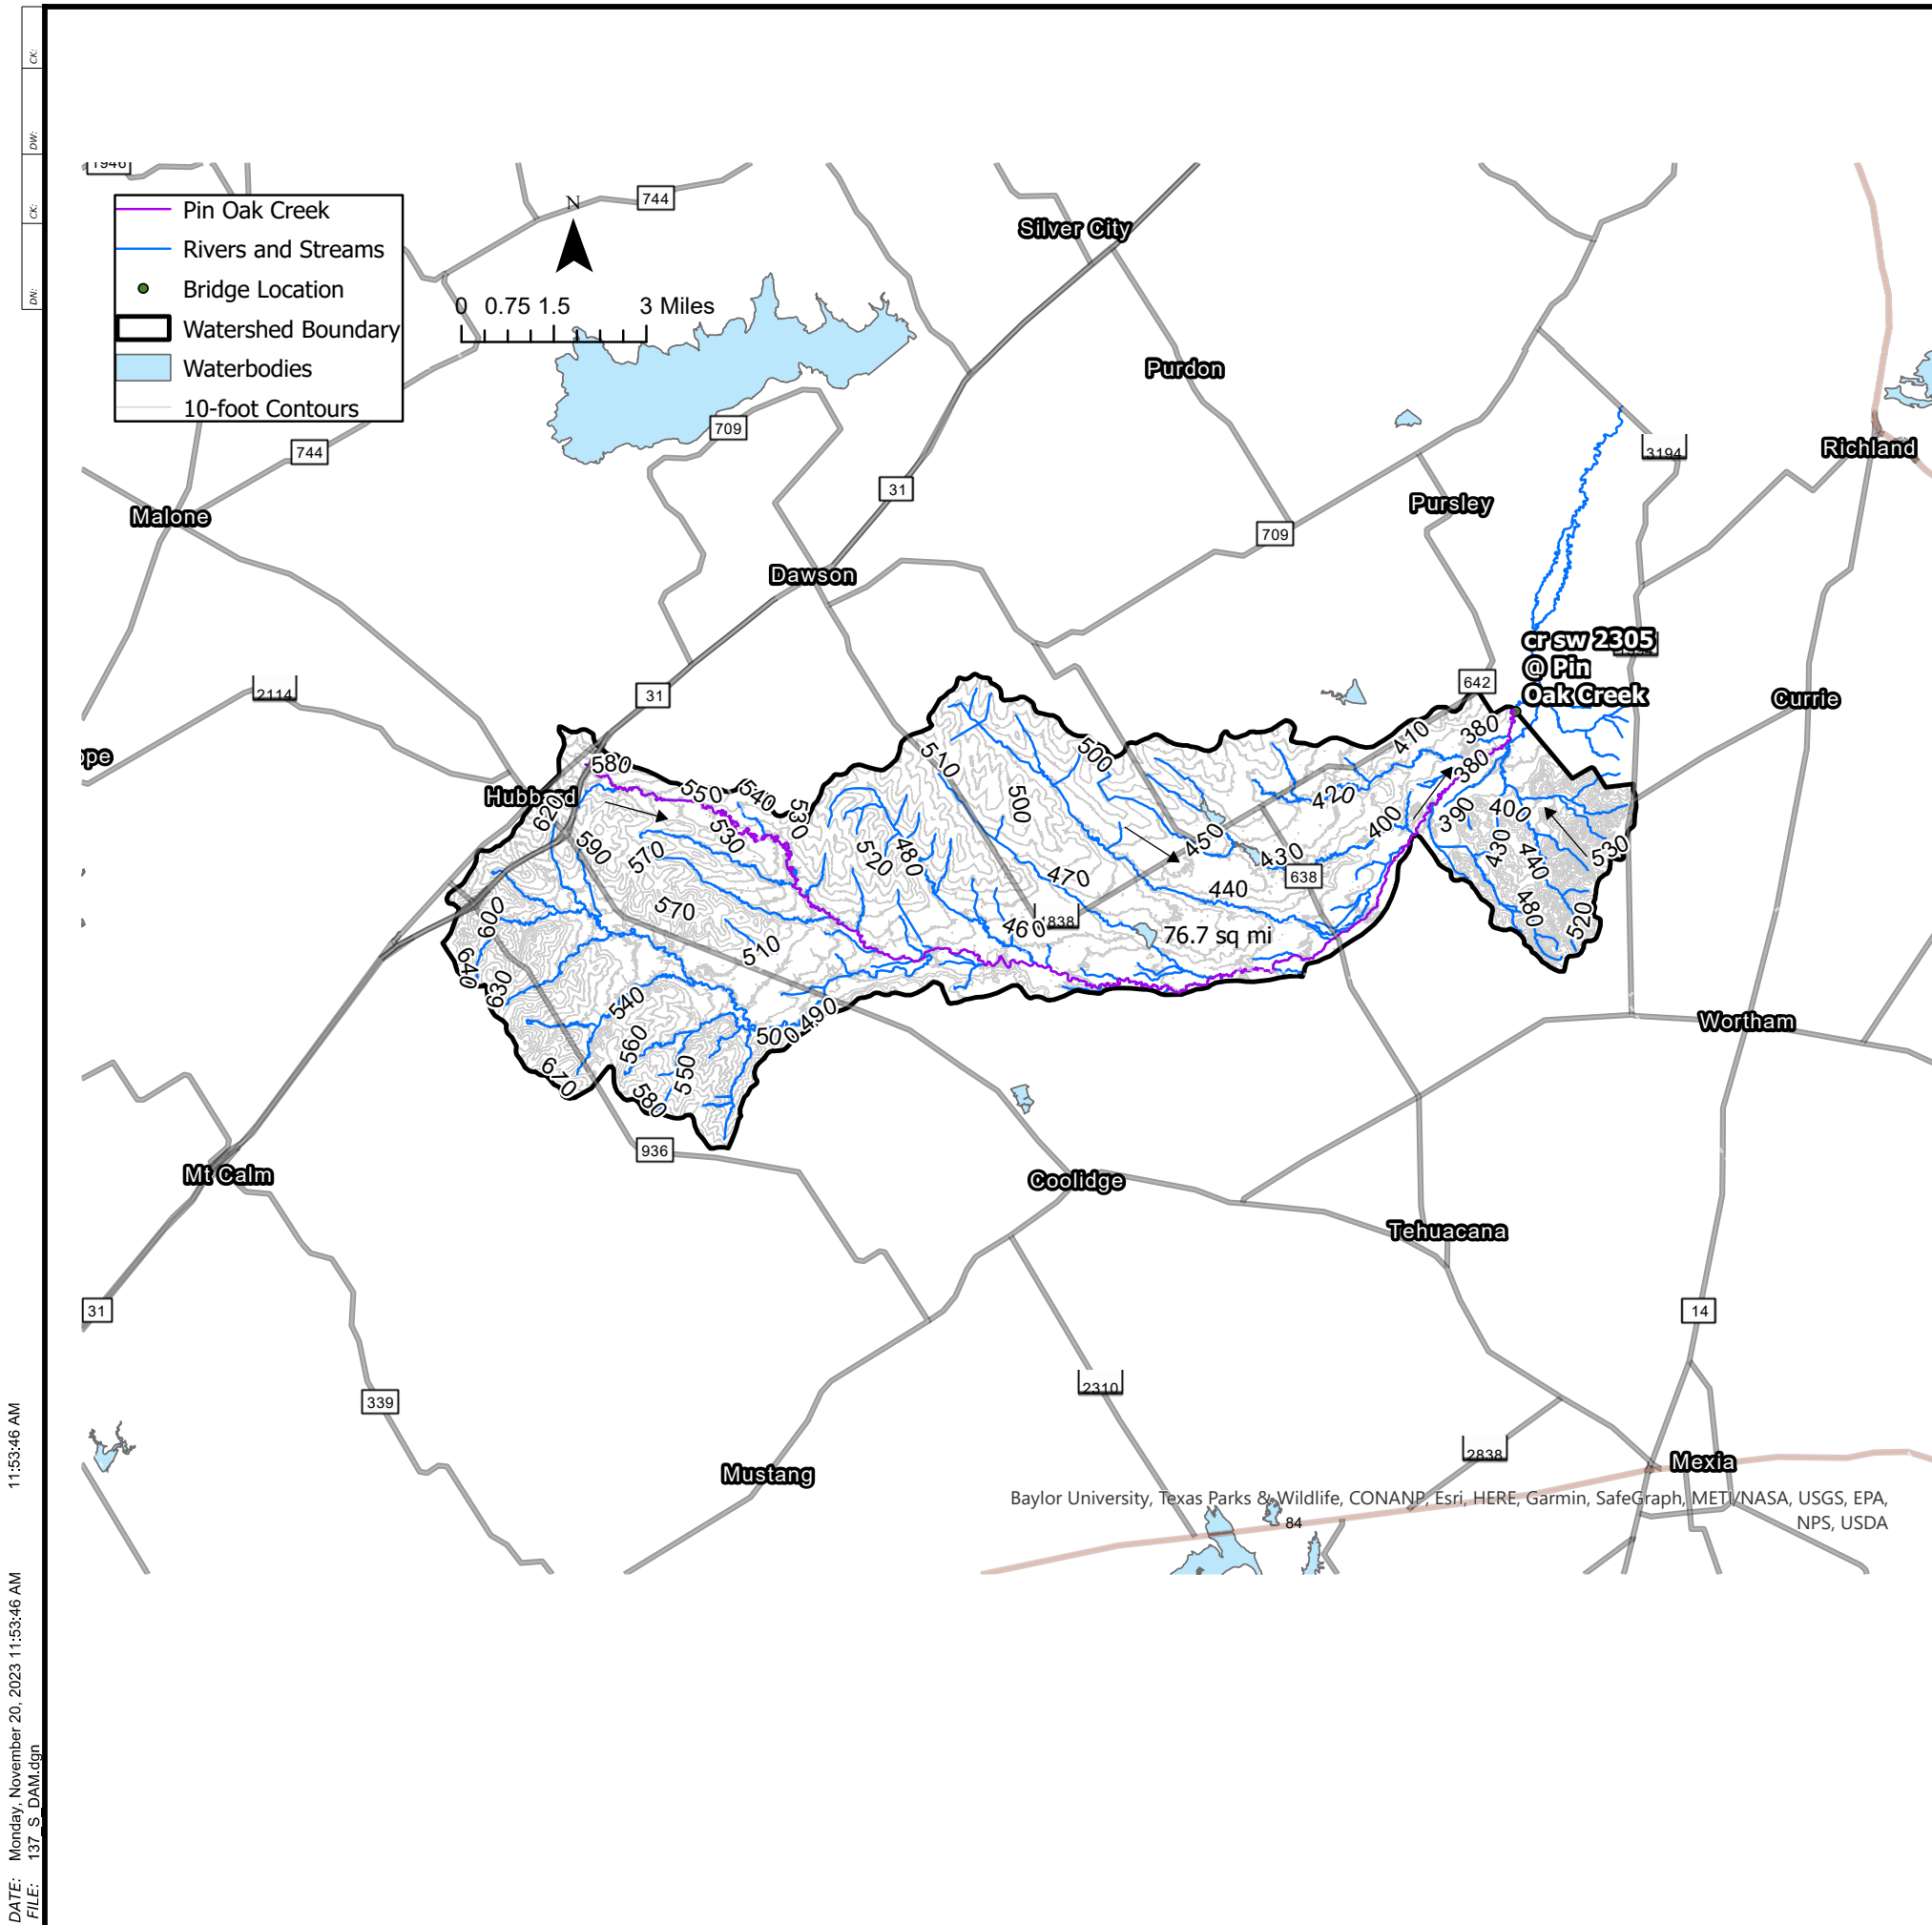 CK:
DW:
CK:
DN:
DATE: Monday, November 20, 2023 11:53:46 AM 11:53:46 AM
FILE: 137_S_DAM.dgn
1946
Pin Oak Creek
Rivers and Streams
Bridge Location
Watershed Boundary
Waterbodies
10-foot Contours
N
0 0.75 1.5 3 Miles
744
744
Silver City
Purdon
709
31
3194
Richland
Malone
Pursley
709
Dawson
cr sw 2305
@ Pin
Oak Creek
2114
31
642
Currie
ope
Hubbard
580
550
540
530
530
620
590
570
570
510
520
480
510
500
500
470
460
1838
450
430
638
440
420
410
400
380
380
390
400
430
440
530
480
520
76.7 sq mi
600
640
630
540
560
550
500
490
670
580
936
Wortham
Mt Calm
Coolidge
Tehuacana
31
14
339
2310
2838
Mustang
Mexia
Baylor University, Texas Parks & Wildlife, CONANP, Esri, HERE, Garmin, SafeGraph, METI/NASA, USGS, EPA,
NPS, USDA
84